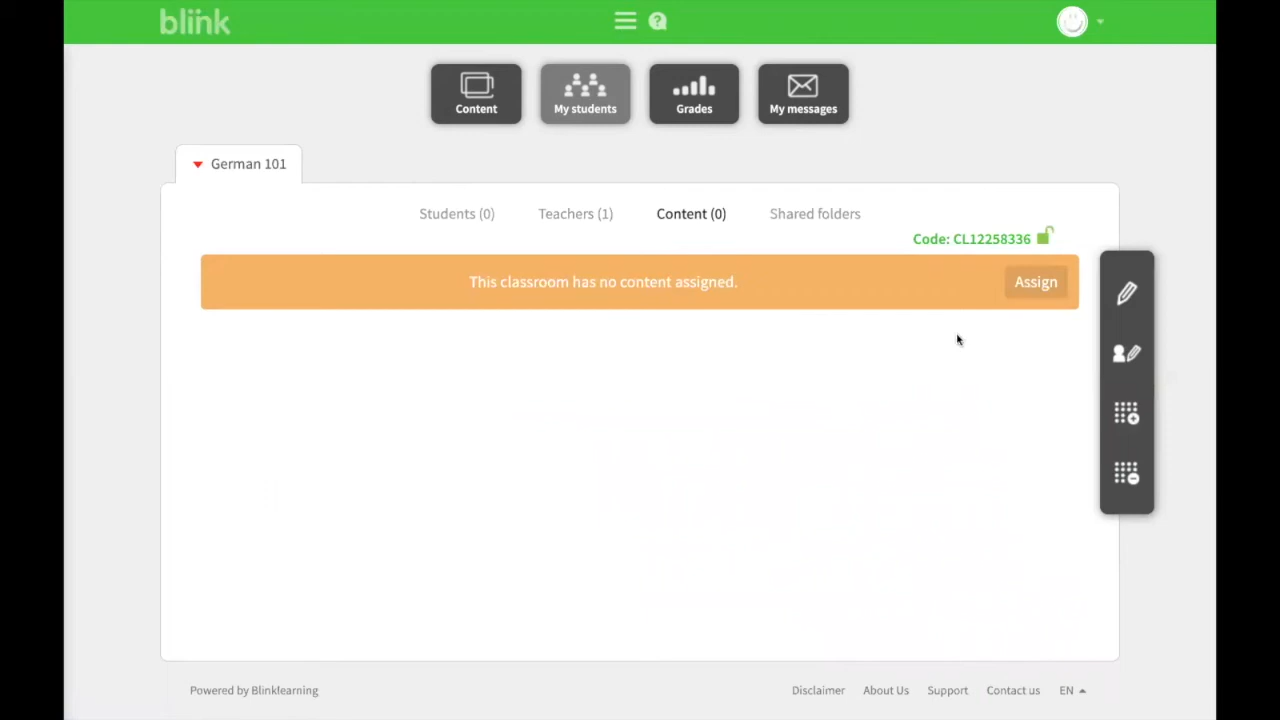 blink
?
Content
My students
Grades
My messages
German 101
Students (0)
Teachers (1)
Content (0)
Shared folders
Code: CL12258336
This classroom has no content assigned.
Assign
Powered by Blinklearning
Disclaimer
About Us
Support
Contact us
EN